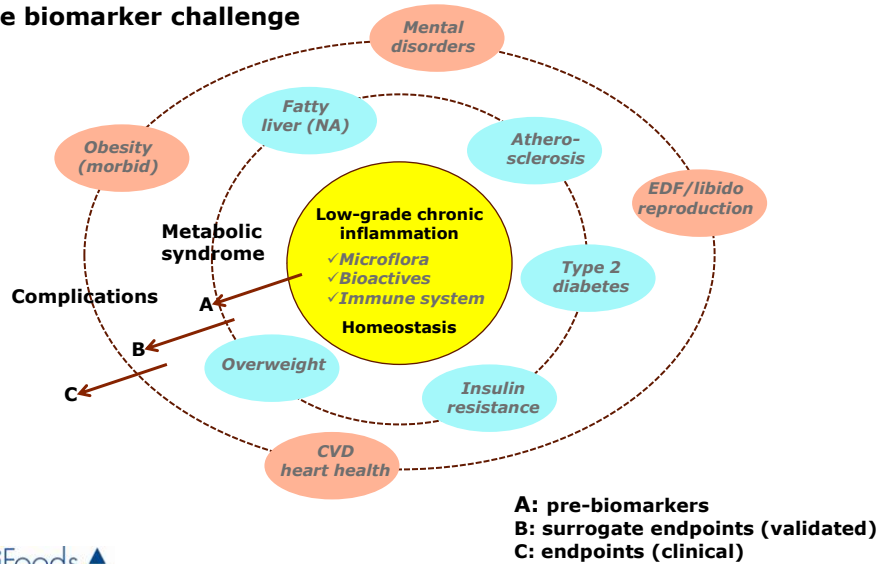 e biomarker challenge
Mental
disorders
Fatty
liver (NA)
Athero-
sclerosis
Obesity
(morbid)
EDF/libido
reproduction
Low-grade chronic
inflammation
Metabolic
syndrome
✓Microflora
✓Bioactives
✓Immune system
Type 2
diabetes
Complications
A
Homeostasis
B
Overweight
C
Insulin
resistance
CVD
heart health
A: pre-biomarkers
B: surrogate endpoints (validated)
C: endpoints (clinical)
iFoods